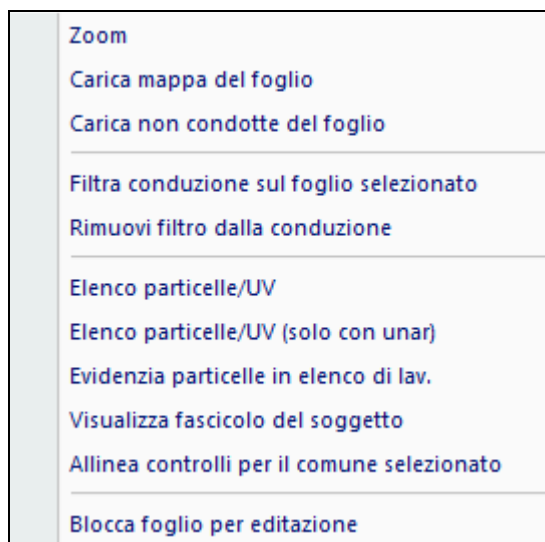 Zoom
Carica mappa del foglio
Carica non condotte del foglio
Filtra conduzione sul foglio selezionato
Rimuovi filtro dalla conduzione
Elenco particelle/UV
Elenco particelle/UV (solo con unar)
Evidenzia particelle in elenco di lav.
Visualizza fascicolo del soggetto
Allinea controlli per il comune selezionato
Blocca foglio per editazione